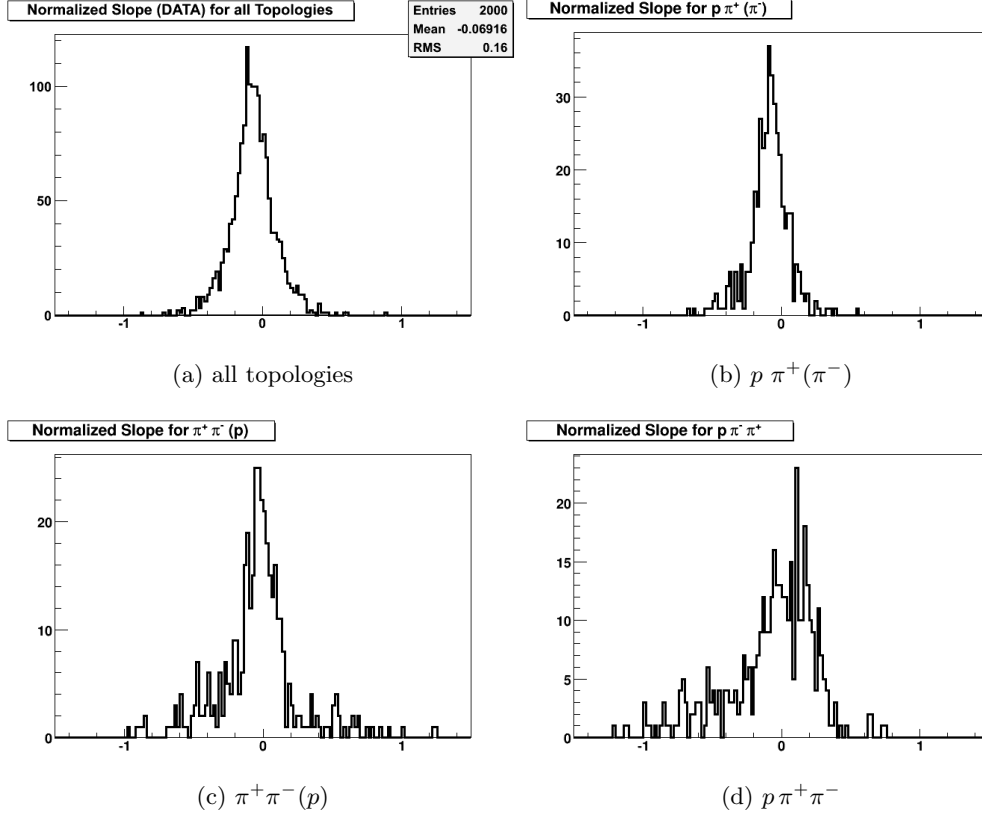 Normalized Slope (DATA) for all Topologies
Entries 2000
Mean -0.06916
RMS 0.16
100
50
0
-1 0 1
(a) all topologies
Normalized Slope for p π⁺ (π⁻)
30
20
10
0
-1 0 1
(b) p π⁺(π⁻)
Normalized Slope for π⁺ π⁻ (p)
20
10
0
-1 0 1
(c) π⁺π⁻(p)
Normalized Slope for p π⁻ π⁺
20
15
10
5
0
-1 0 1
(d) p π⁺π⁻